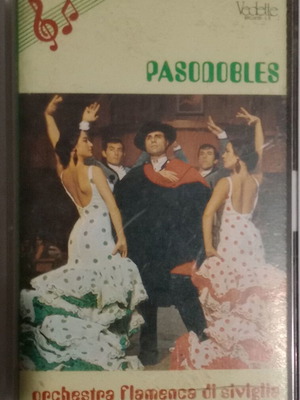 Vedette
PASODOBLES
orchestra flamenca di siviglia